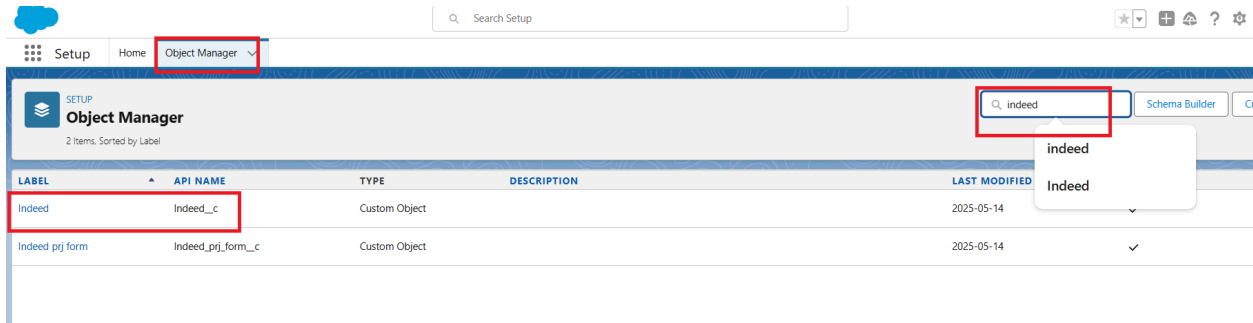 Search Setup
Setup Home Object Manager
SETUP
Object Manager
2 Items, Sorted by Label
indeed
Schema Builder
indeed
Indeed
LABEL API NAME TYPE DESCRIPTION LAST MODIFIED
Indeed Indeed__c Custom Object 2025-05-14
Indeed prj form Indeed_prj_form__c Custom Object 2025-05-14